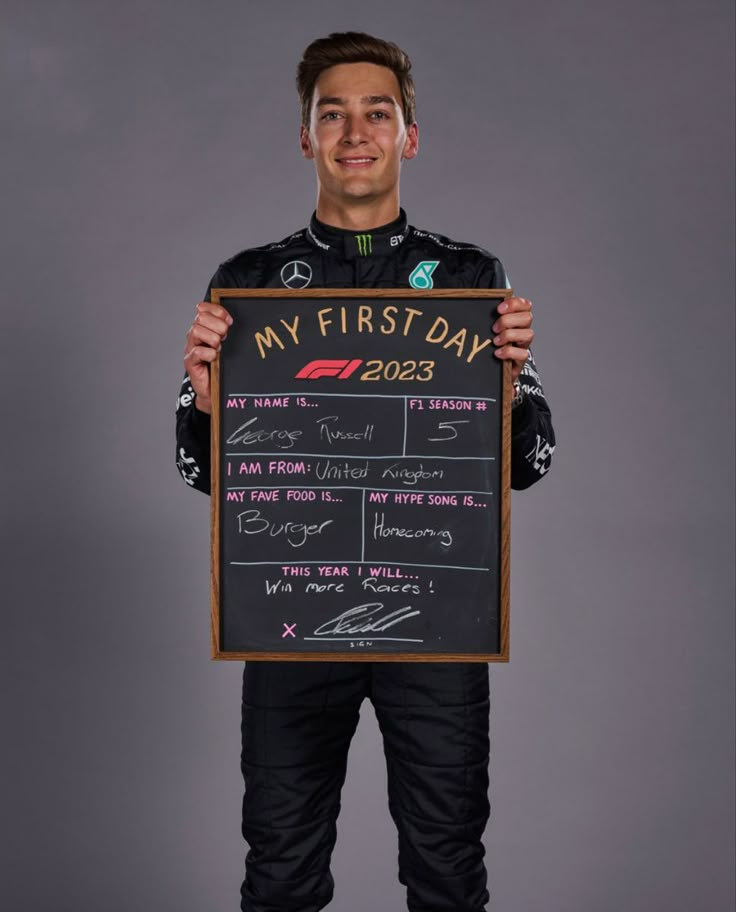 MY FIRST DAY
F1 2023
MY NAME IS...
George Russell
F1 SEASON #
5
I AM FROM: United Kingdom
MY FAVE FOOD IS...
Burger
MY HYPE SONG IS...
Homecoming
THIS YEAR I WILL...
Win more Races!
X
SIGN